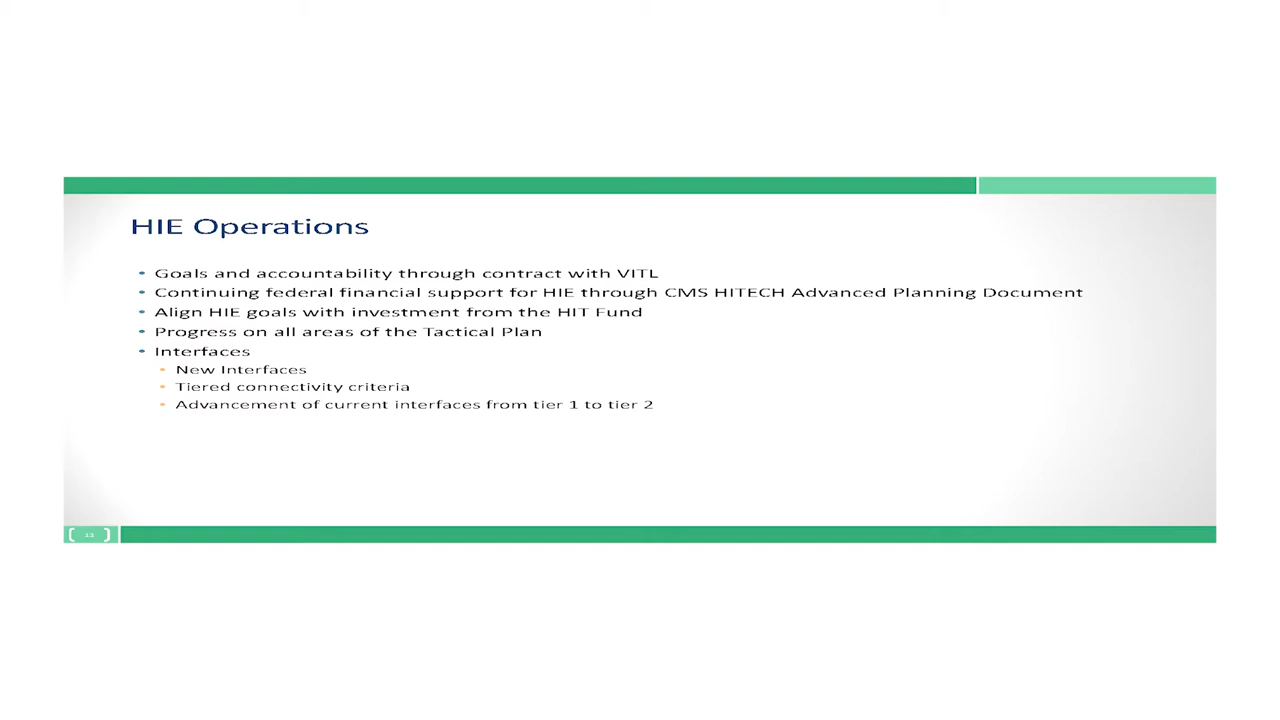 HIE Operations
• Goals and accountability through contract with VITL
• Continuing federal financial support for HIE through CMS HITECH Advanced Planning Document
• Align HIE goals with investment from the HIT Fund
• Progress on all areas of the Tactical Plan
• Interfaces
• New Interfaces
• Tiered connectivity criteria
• Advancement of current interfaces from tier 1 to tier 2